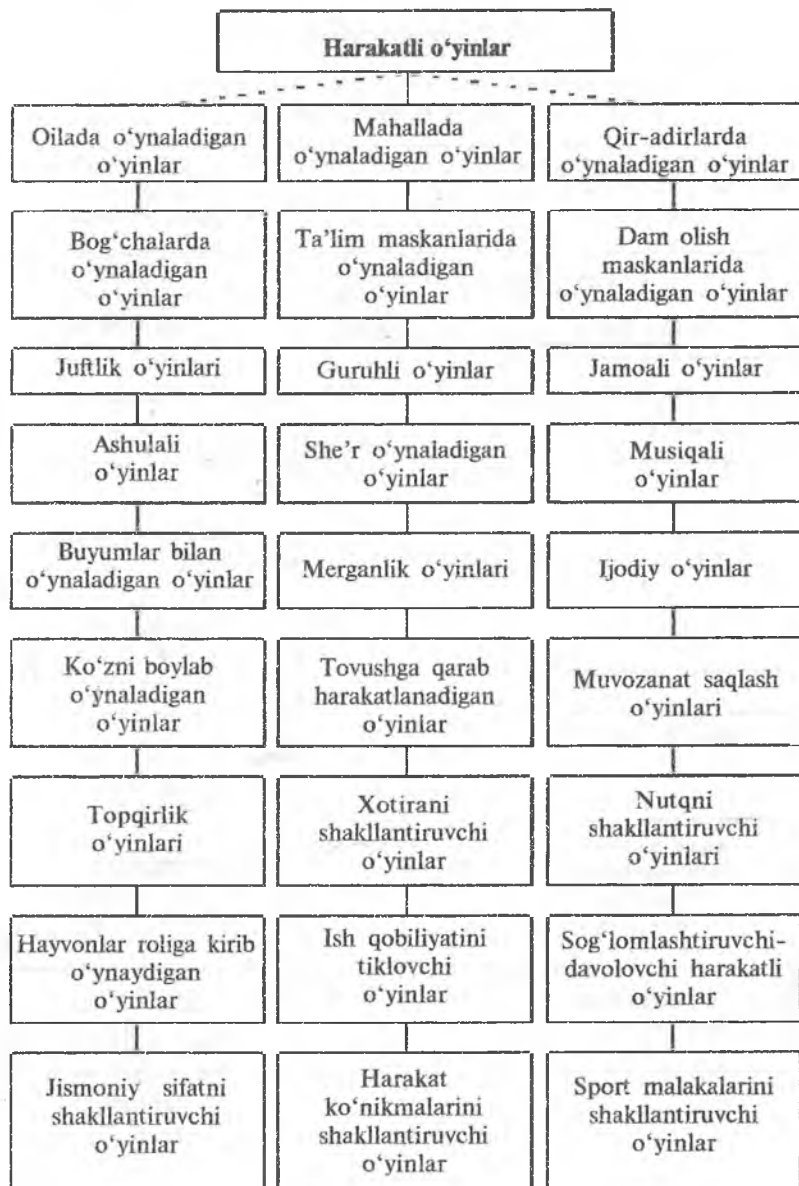 Harakatli o‘yinlar
Oilada o‘ynaladigan
o‘yinlar
Mahallada
o‘ynaladigan o‘yinlar
Qir-adirlarda
o‘ynaladigan o‘yinlar
Bog‘chalarda
o‘ynaladigan
o‘yinlar
Ta’lim maskanlarida
o‘ynaladigan
o‘yinlar
Dam olish
maskanlarida
o‘ynaladigan o‘yinlar
Juftlik o‘yinlari
Guruhli o‘yinlar
Jamoali o‘yinlar
Ashulali
o‘yinlar
She’r o‘ynaladigan
o‘yinlar
Musiqali
o‘yinlar
Buyumlar bilan
o‘ynaladigan o‘yinlar
Merganlik o‘yinlari
Ijodiy o‘yinlar
Ko‘zni boylab
o‘ynaladigan
o‘yinlar
Tovushga qarab
harakatlanadigan
o‘yinlar
Muvozanat saqlash
o‘yinlari
Topqirlik
o‘yinlari
Xotirani
shakllantiruvchi
o‘yinlar
Nutqni
shakllantiruvchi
o‘yinlari
Hayvonlar roliga kirib
o‘ynaydigan
o‘yinlar
Ish qobiliyatini
tiklovchi
o‘yinlar
Sog‘lomlashtiruvchi-
davolovchi harakatli
o‘yinlar
Jismoniy sifatni
shakllantiruvchi
o‘yinlar
Harakat
ko‘nikmalarini
shakllantiruvchi
o‘yinlar
Sport malakalarini
shakllantiruvchi
o‘yinlar